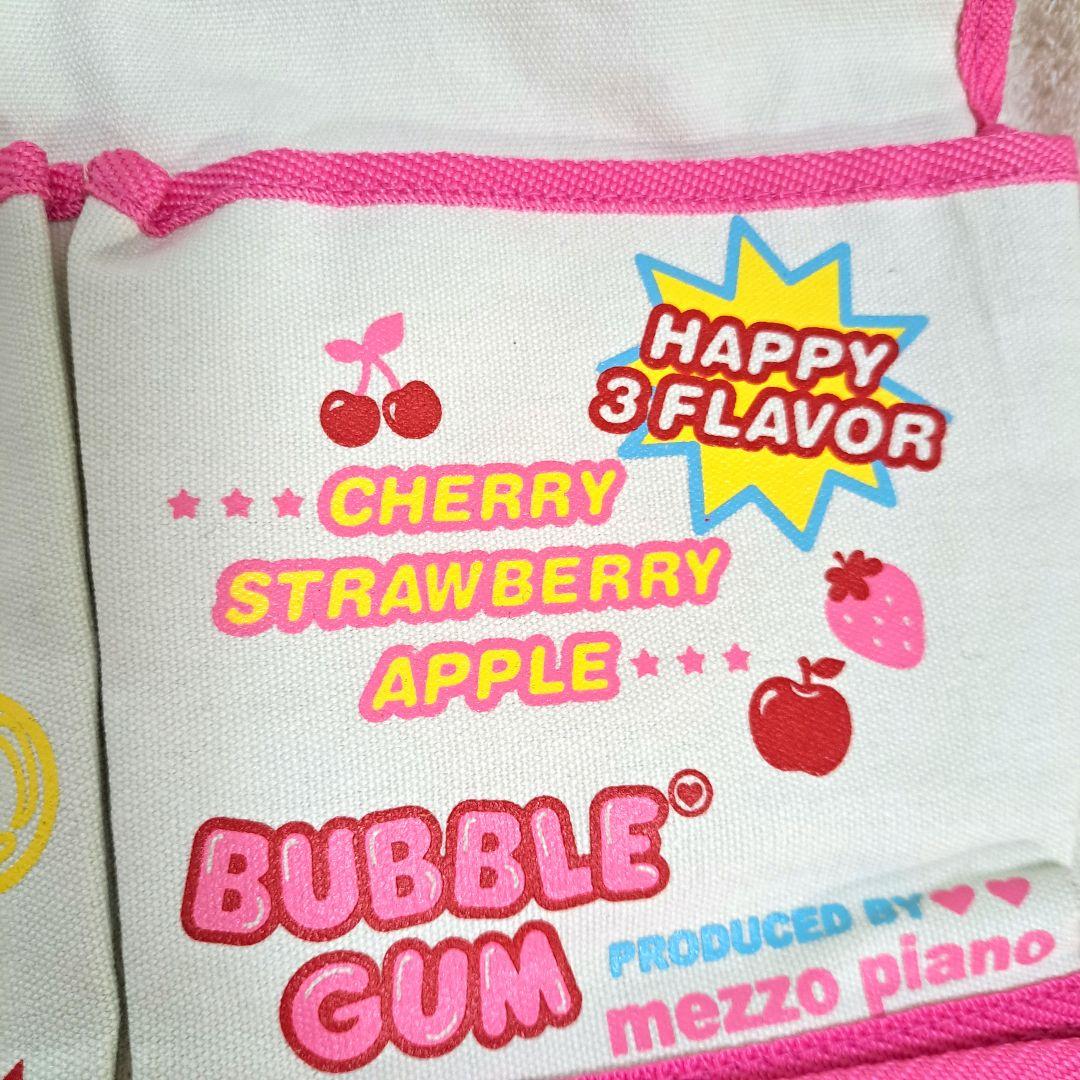 HAPPY
3 FLAVOR
CHERRY
STRAWBERRY
APPLE
BUBBLE
GUM
PRODUCED BY
mezzo piano